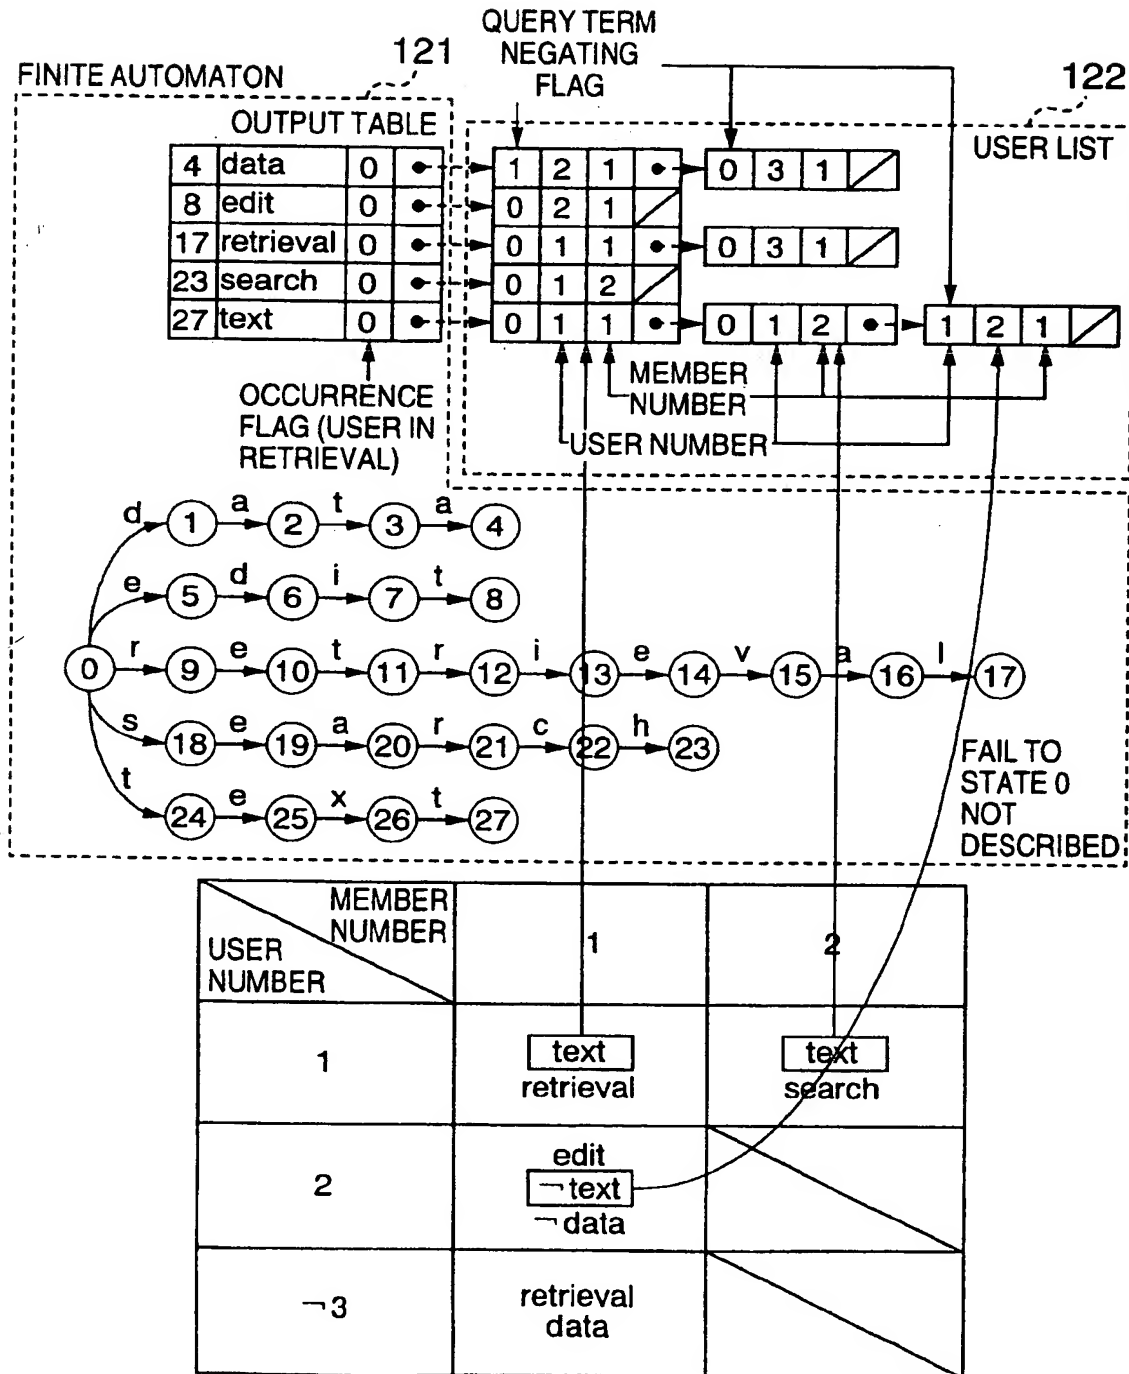 QUERY TERM
NEGATING
FLAG
121
122
FINITE AUTOMATON
OUTPUT TABLE
USER LIST
4 data 0 1 2 1 0 3 1
8 edit 0 0 2 1
17 retrieval 0 0 1 1 0 3 1
23 search 0 0 1 2
27 text 0 0 1 1 0 1 2 1 2 1
OCCURRENCE
FLAG (USER IN
RETRIEVAL)
MEMBER
NUMBER
USER NUMBER
d 1 a 2 t 3 a 4
e 5 d 6 i 7 t 8
0 r 9 e 10 t 11 r 12 i 13 e 14 v 15 a 16 l 17
s 18 e 19 a 20 r 21 c 22 h 23
t 24 e 25 x 26 t 27
FAIL TO
STATE 0
NOT
DESCRIBED
MEMBER
NUMBER
USER
NUMBER
1
2
1
text
retrieval
text
search
2
edit
¬text
¬data
¬3
retrieval
data